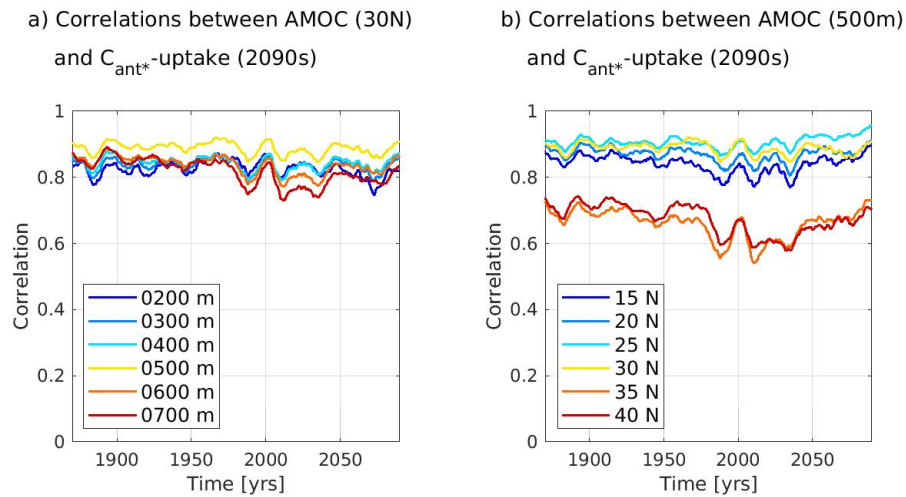 a) Correlations between AMOC (30N)
and C_ant*-uptake (2090s)
1
0.8
0.6
0.4
0.2
0
Correlation
0200 m
0300 m
0400 m
0500 m
0600 m
0700 m
1900 1950 2000 2050
Time [yrs]
b) Correlations between AMOC (500m)
and C_ant*-uptake (2090s)
1
0.8
0.6
0.4
0.2
0
Correlation
15 N
20 N
25 N
30 N
35 N
40 N
1900 1950 2000 2050
Time [yrs]